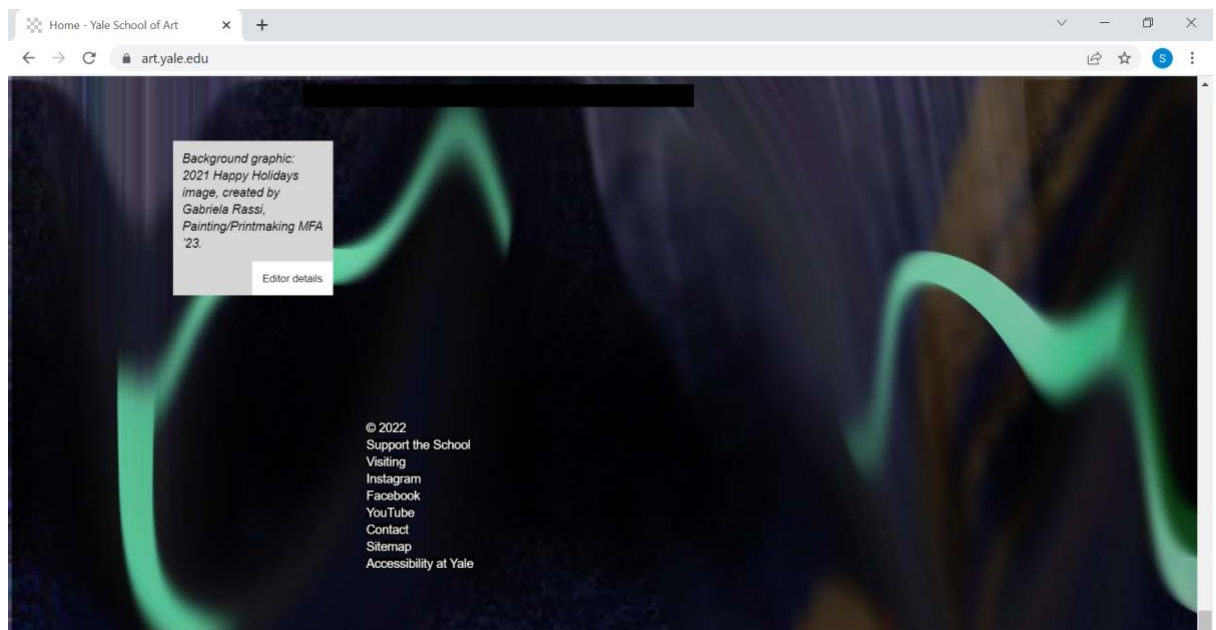 Home - Yale School of Art
art.yale.edu
S
Background graphic:
2021 Happy Holidays
image, created by
Gabriela Rassi,
Painting/Printmaking MFA
'23.
Editor details
© 2022
Support the School
Visiting
Instagram
Facebook
YouTube
Contact
Sitemap
Accessibility at Yale